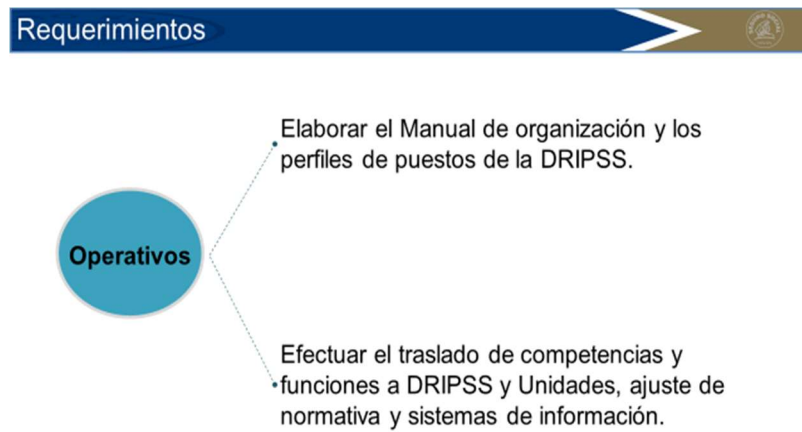 Requerimientos
Elaborar el Manual de organización y los
perfiles de puestos de la DRIPSS.
Operativos
Efectuar el traslado de competencias y
funciones a DRIPSS y Unidades, ajuste de
normativa y sistemas de información.